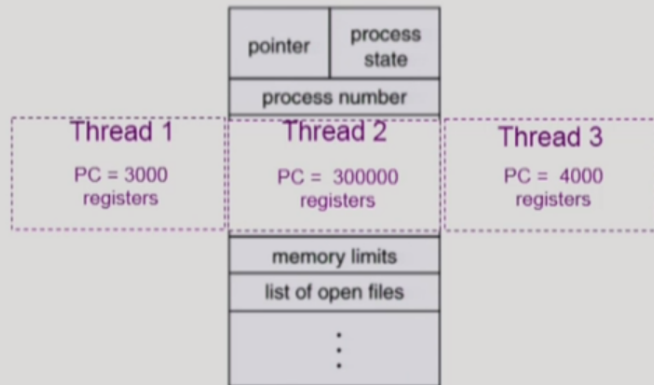 pointer
process
state
process number
Thread 1
PC = 3000
registers
Thread 2
PC = 300000
registers
Thread 3
PC = 4000
registers
memory limits
list of open files